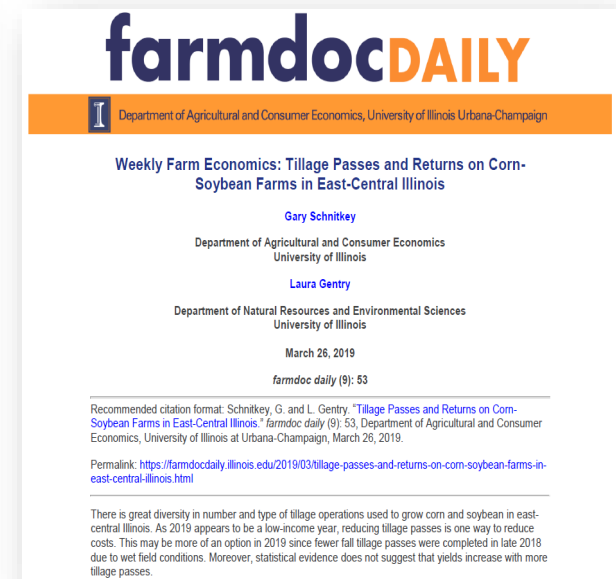 farmdocDAILY
I Department of Agricultural and Consumer Economics, University of Illinois Urbana-Champaign
Weekly Farm Economics: Tillage Passes and Returns on Corn-
Soybean Farms in East-Central Illinois
Gary Schnitkey
Department of Agricultural and Consumer Economics
University of Illinois
Laura Gentry
Department of Natural Resources and Environmental Sciences
University of Illinois
March 26, 2019
farmdoc daily (9): 53
Recommended citation format: Schnitkey, G. and L. Gentry. "Tillage Passes and Returns on Corn-
Soybean Farms in East-Central Illinois." farmdoc daily (9): 53, Department of Agricultural and Consumer
Economics, University of Illinois at Urbana-Champaign, March 26, 2019.
Permalink: https://farmdocdaily.illinois.edu/2019/03/tillage-passes-and-returns-on-corn-soybean-farms-in-
east-central-illinois.html
There is great diversity in number and type of tillage operations used to grow corn and soybean in east-
central Illinois. As 2019 appears to be a low-income year, reducing tillage passes is one way to reduce
costs. This may be more of an option in 2019 since fewer fall tillage passes were completed in late 2018
due to wet field conditions. Moreover, statistical evidence does not suggest that yields increase with more
tillage passes.